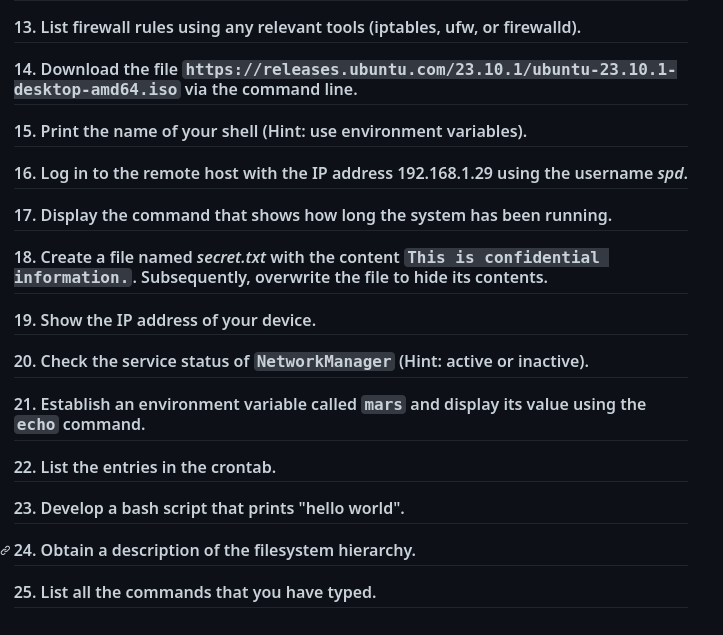 13. List firewall rules using any relevant tools (iptables, ufw, or firewalld).
14. Download the file https://releases.ubuntu.com/23.10.1/ubuntu-23.10.1-
desktop-amd64.iso via the command line.
15. Print the name of your shell (Hint: use environment variables).
16. Log in to the remote host with the IP address 192.168.1.29 using the username spd.
17. Display the command that shows how long the system has been running.
18. Create a file named secret.txt with the content This is confidential
information.. Subsequently, overwrite the file to hide its contents.
19. Show the IP address of your device.
20. Check the service status of NetworkManager (Hint: active or inactive).
21. Establish an environment variable called mars and display its value using the
echo command.
22. List the entries in the crontab.
23. Develop a bash script that prints "hello world".
24. Obtain a description of the filesystem hierarchy.
25. List all the commands that you have typed.